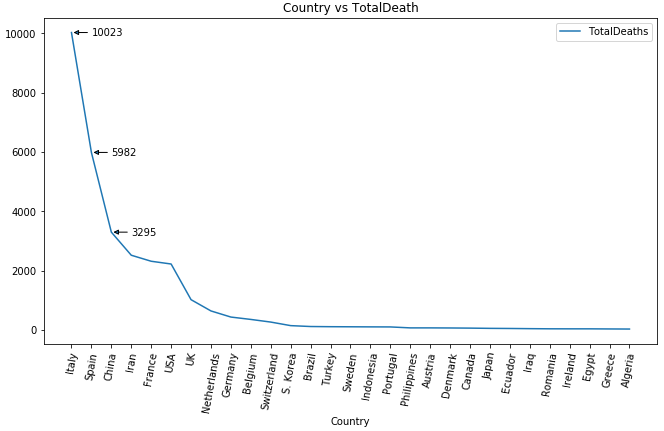 Country vs TotalDeath
TotalDeaths
10000
8000
6000
4000
2000
0
10023
5982
3295
Italy
Spain
China
Iran
France
USA
UK
Netherlands
Germany
Belgium
Switzerland
S. Korea
Brazil
Turkey
Sweden
Indonesia
Portugal
Philippines
Austria
Denmark
Canada
Japan
Ecuador
Iraq
Romania
Ireland
Egypt
Greece
Algeria
Country